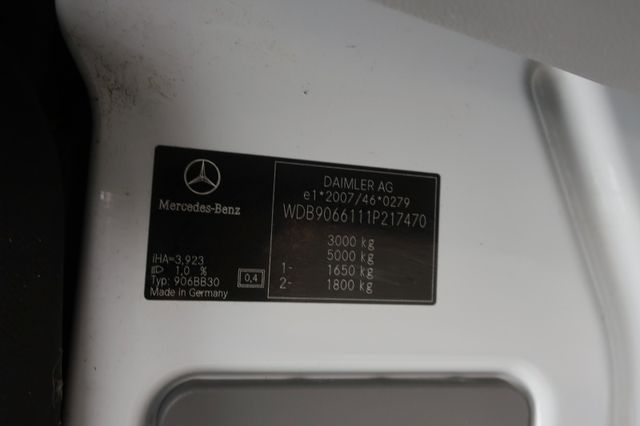 Mercedes-Benz
iHA=3,923
1,0 %
Typ: 906BB30
0,4
Made in Germany
DAIMLER AG
e1*2007/46*0279
WDB9066111P217470
3000 kg
5000 kg
1- 1650 kg
2- 1800 kg